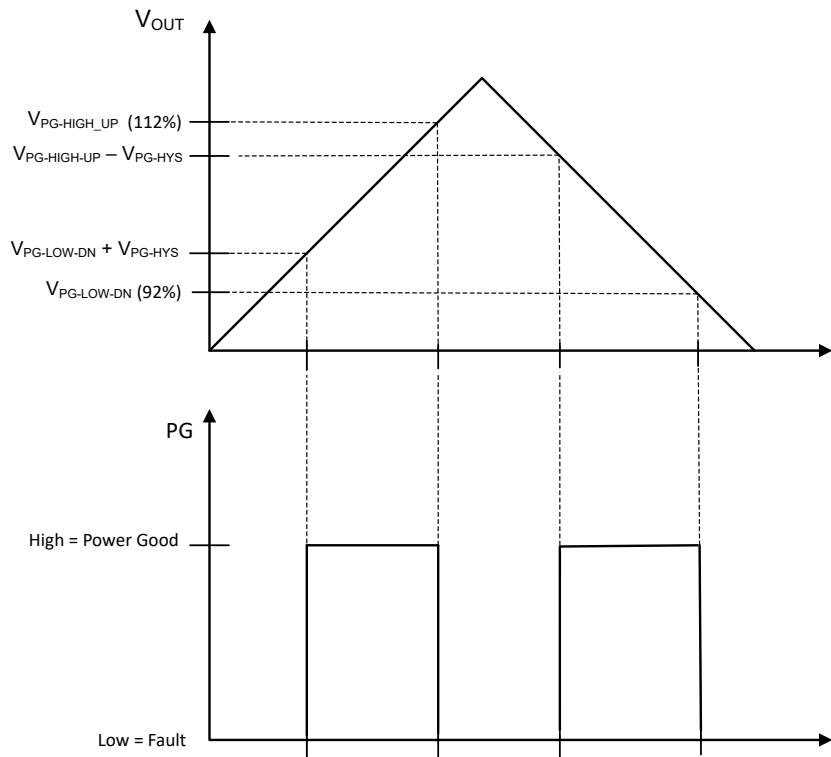 VOUT
VPG-HIGH_UP (112%)
VPG-HIGH-UP – VPG-HYS
VPG-LOW-DN + VPG-HYS
VPG-LOW-DN (92%)
PG
High = Power Good
Low = Fault